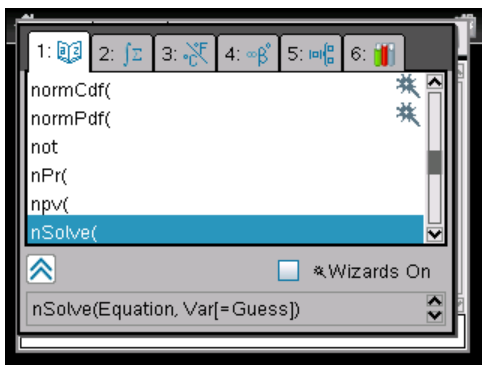 1: 2: ∫Σ 3: °C°F 4: ∞β° 5: 6:
normCdf(
normPdf(
not
nPr(
npv(
nSolve(
Wizards On
nSolve(Equation, Var[=Guess])